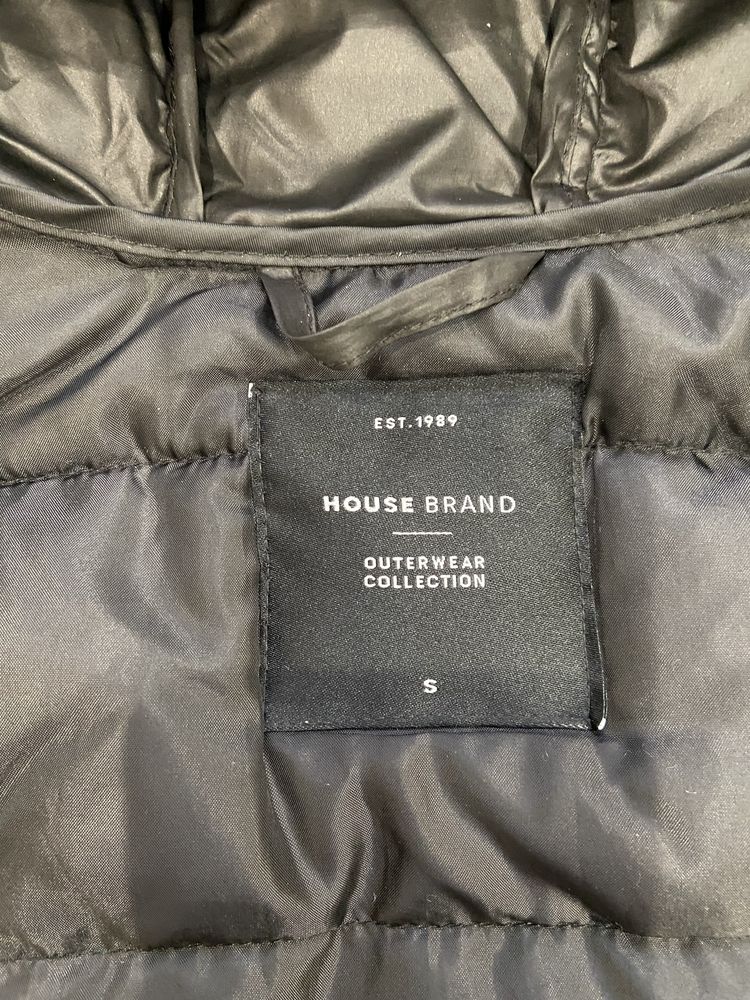 EST.1989
HOUSE BRAND
OUTERWEAR
COLLECTION
S